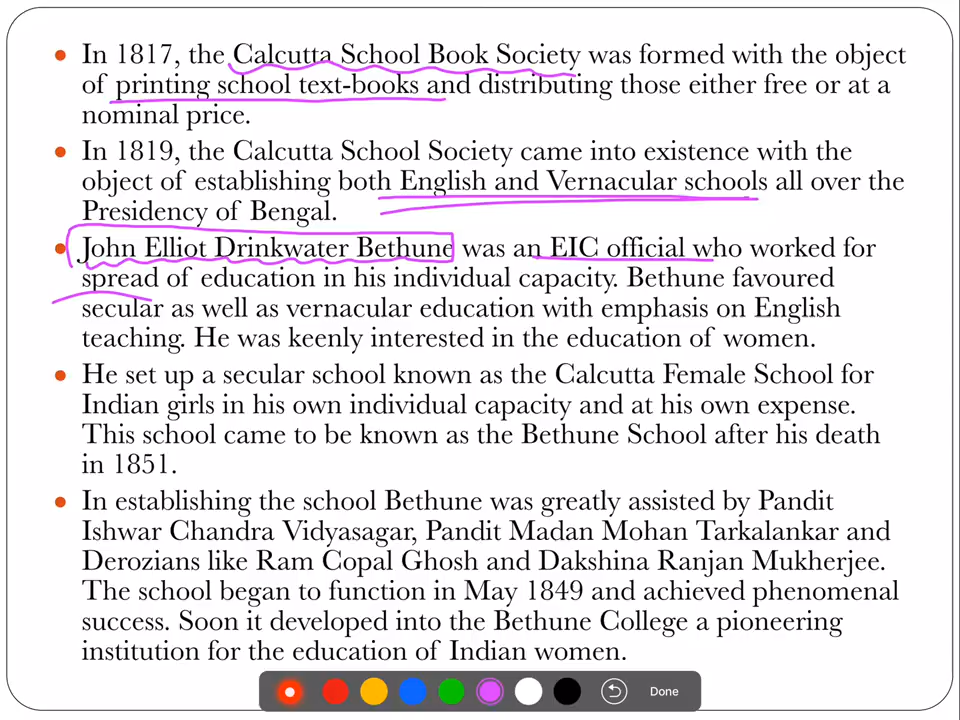 • In 1817, the Calcutta School Book Society was formed with the object
of printing school text-books and distributing those either free or at a
nominal price.
• In 1819, the Calcutta School Society came into existence with the
object of establishing both English and Vernacular schools all over the
Presidency of Bengal.
• John Elliot Drinkwater Bethune was an EIC official who worked for
spread of education in his individual capacity. Bethune favoured
secular as well as vernacular education with emphasis on English
teaching. He was keenly interested in the education of women.
• He set up a secular school known as the Calcutta Female School for
Indian girls in his own individual capacity and at his own expense.
This school came to be known as the Bethune School after his death
in 1851.
• In establishing the school Bethune was greatly assisted by Pandit
Ishwar Chandra Vidyasagar, Pandit Madan Mohan Tarkalankar and
Derozians like Ram Copal Ghosh and Dakshina Ranjan Mukherjee.
The school began to function in May 1849 and achieved phenomenal
success. Soon it developed into the Bethune College a pioneering
institution for the education of Indian women.
Done